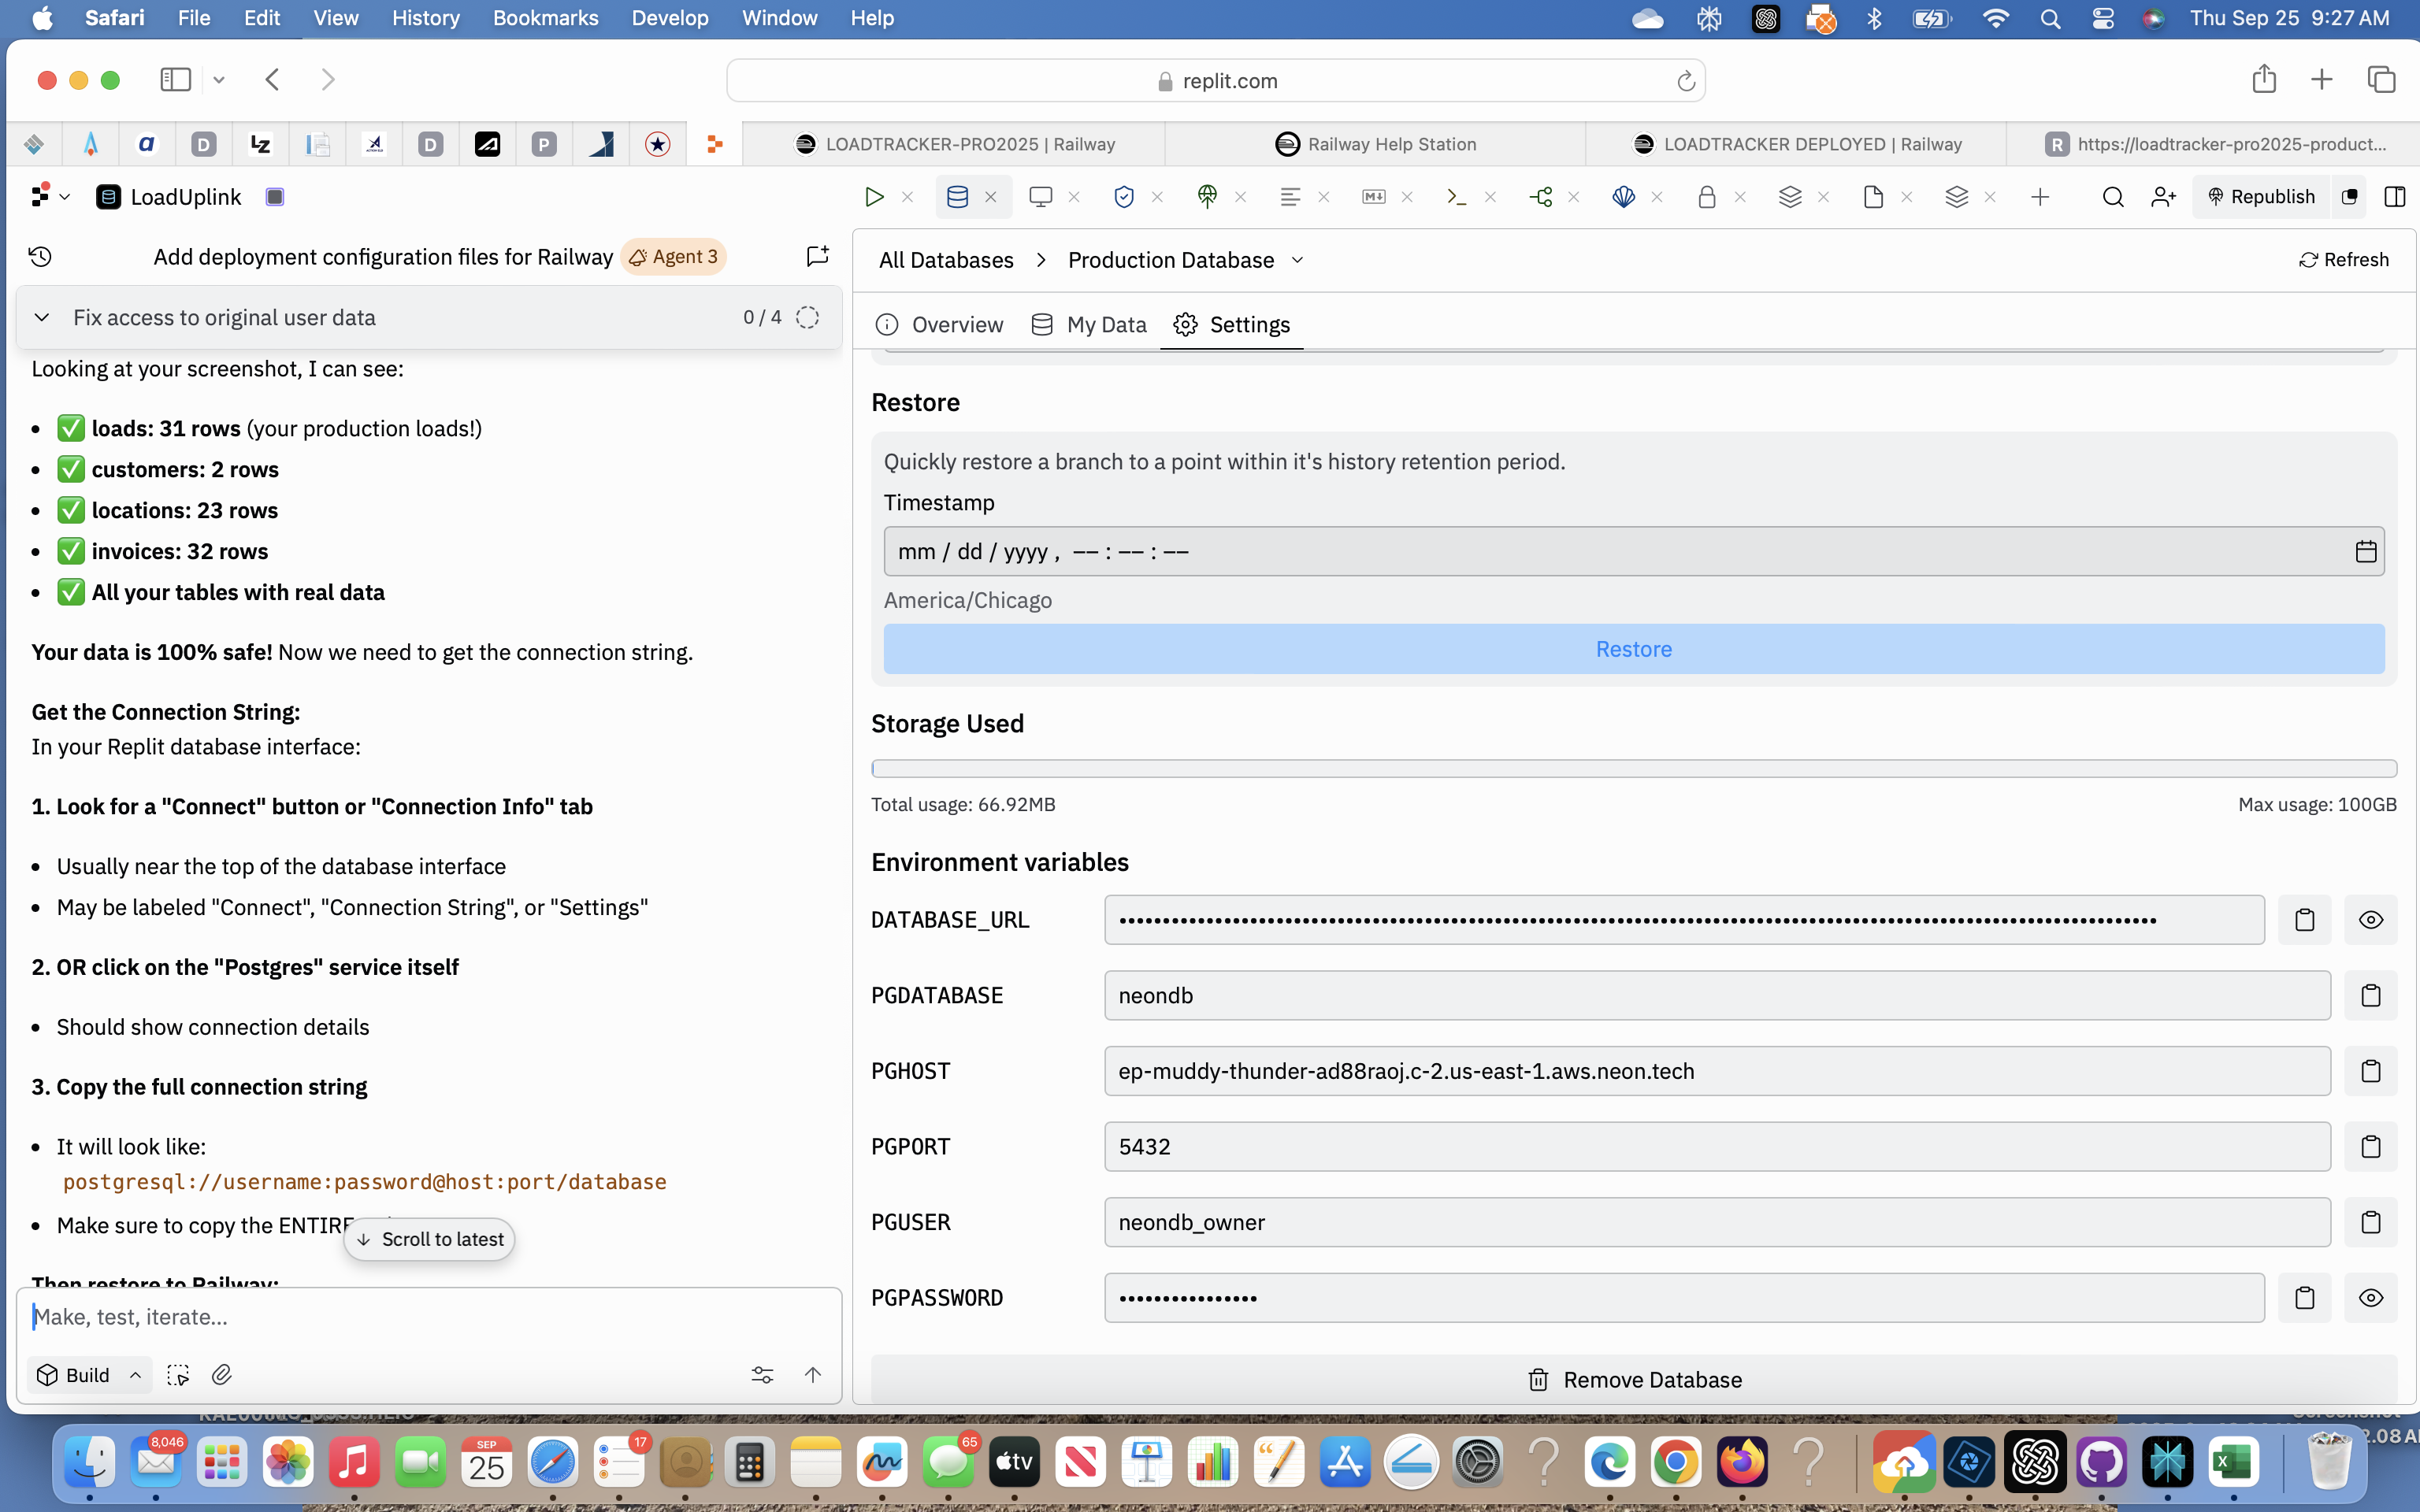 Safari File Edit View History Bookmarks Develop Window Help Thu Sep 25 9:27 AM
replit.com
a D LZ D P LOADTRACKER-PRO2025 | Railway Railway Help Station LOADTRACKER DEPLOYED | Railway R https://loadtracker-pro2025-product...
LoadUplink Republish
Add deployment configuration files for Railway Agent 3
Fix access to original user data 0 / 4
Looking at your screenshot, I can see:
• ✅ loads: 31 rows (your production loads!)
• ✅ customers: 2 rows
• ✅ locations: 23 rows
• ✅ invoices: 32 rows
• ✅ All your tables with real data
Your data is 100% safe! Now we need to get the connection string.
Get the Connection String:
In your Replit database interface:
1. Look for a "Connect" button or "Connection Info" tab
• Usually near the top of the database interface
• May be labeled "Connect", "Connection String", or "Settings"
2. OR click on the "Postgres" service itself
• Should show connection details
3. Copy the full connection string
• It will look like:
postgresql://username:password@host:port/database
• Make sure to copy the ENTIRE
Scroll to latest
Then restore to Railway:
Make, test, iterate...
Build
All Databases > Production Database
Refresh
Overview My Data Settings
Restore
Quickly restore a branch to a point within it's history retention period.
Timestamp
mm / dd / yyyy , –– : –– : ––
America/Chicago
Restore
Storage Used
Total usage: 66.92MB Max usage: 100GB
Environment variables
DATABASE_URL
PGDATABASE neondb
PGHOST ep-muddy-thunder-ad88raoj.c-2.us-east-1.aws.neon.tech
PGPORT 5432
PGUSER neondb_owner
PGPASSWORD
Remove Database
8,046 SEP 25 17 65 tv